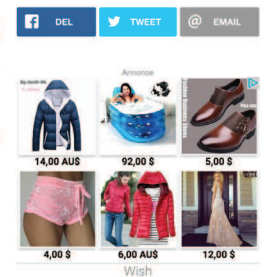 DEL
TWEET
@ EMAIL
Annonce
14,00 AU$
92,00 $
5,00 $
4,00 $
6,00 AU$
12,00 $
Wish